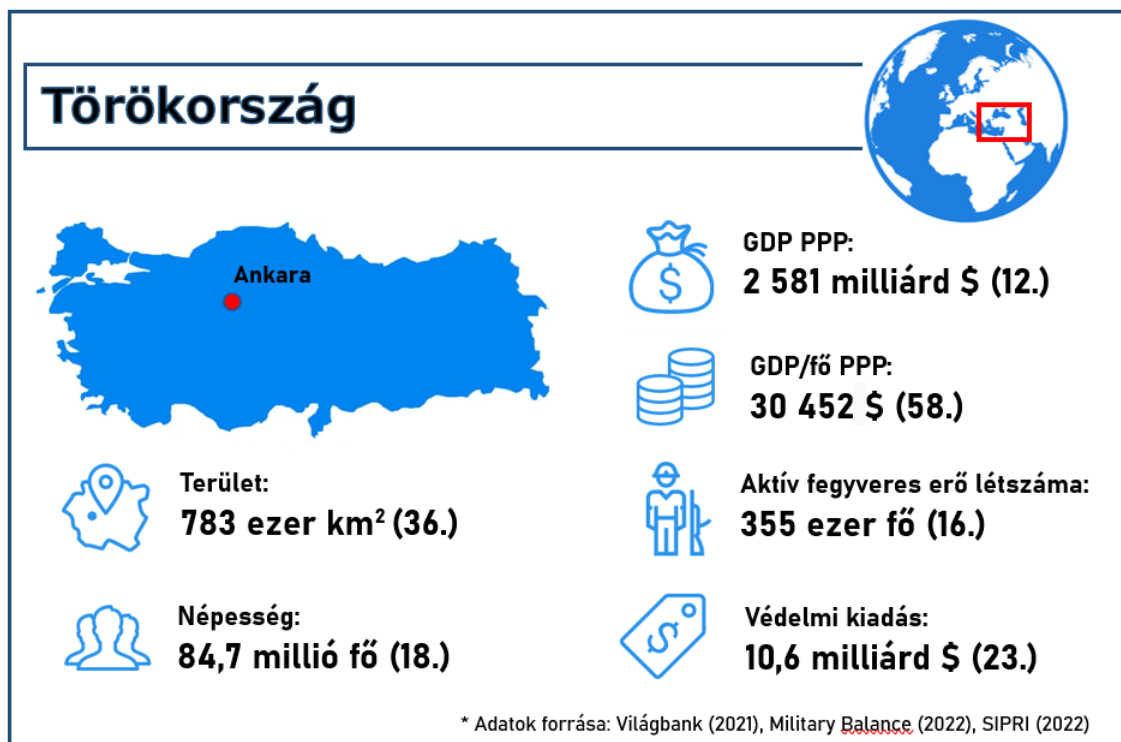 Törökország
Ankara
GDP PPP:
2 581 milliárd $ (12.)
GDP/fő PPP:
30 452 $ (58.)
Terület:
783 ezer km² (36.)
Aktív fegyveres erő létszáma:
355 ezer fő (16.)
Népesség:
84,7 millió fő (18.)
Védelmi kiadás:
10,6 milliárd $ (23.)
* Adatok forrása: Világbank (2021), Military Balance (2022), SIPRI (2022)